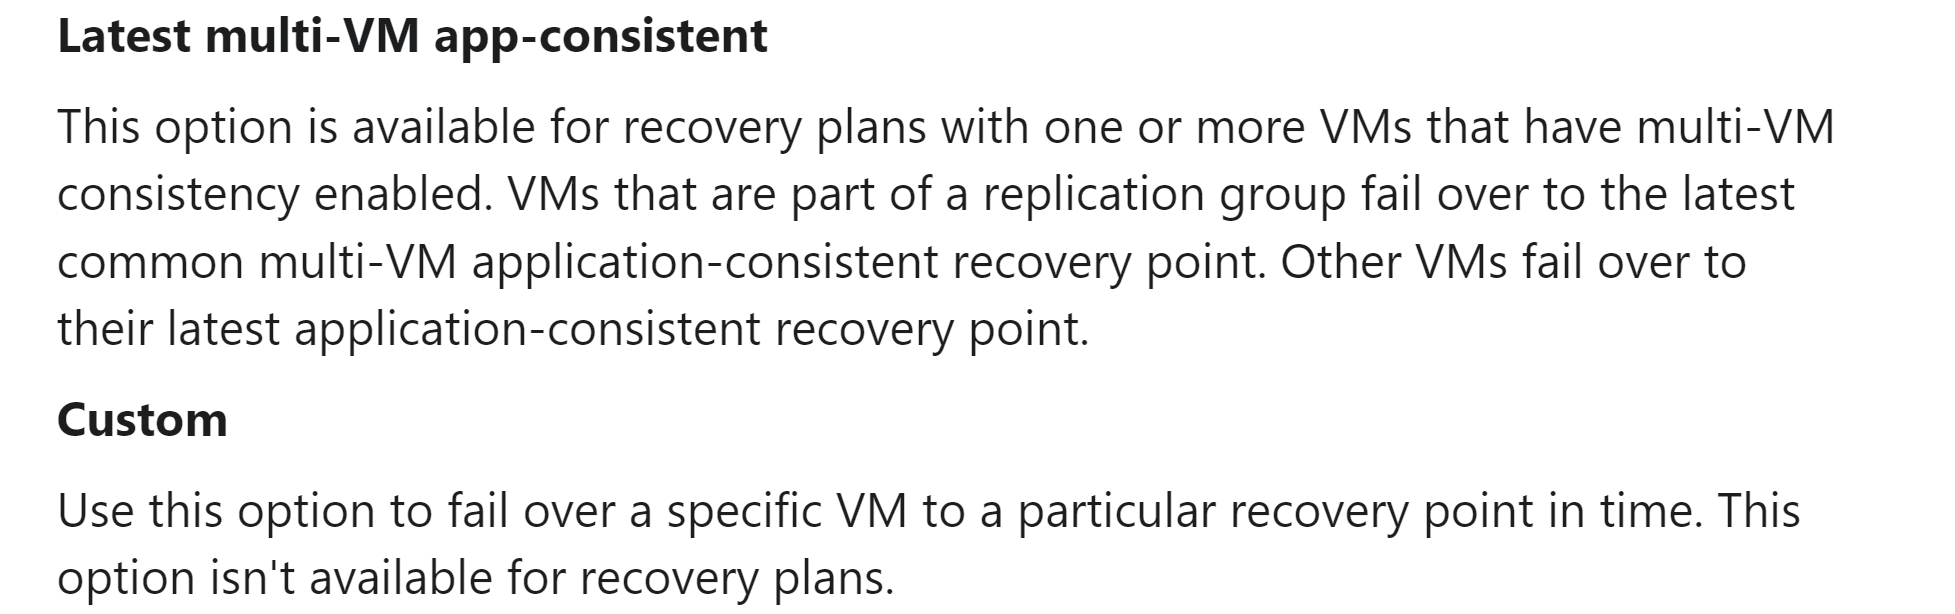 Latest multi-VM app-consistent
This option is available for recovery plans with one or more VMs that have multi-VM
consistency enabled. VMs that are part of a replication group fail over to the latest
common multi-VM application-consistent recovery point. Other VMs fail over to
their latest application-consistent recovery point.
Custom
Use this option to fail over a specific VM to a particular recovery point in time. This
option isn't available for recovery plans.